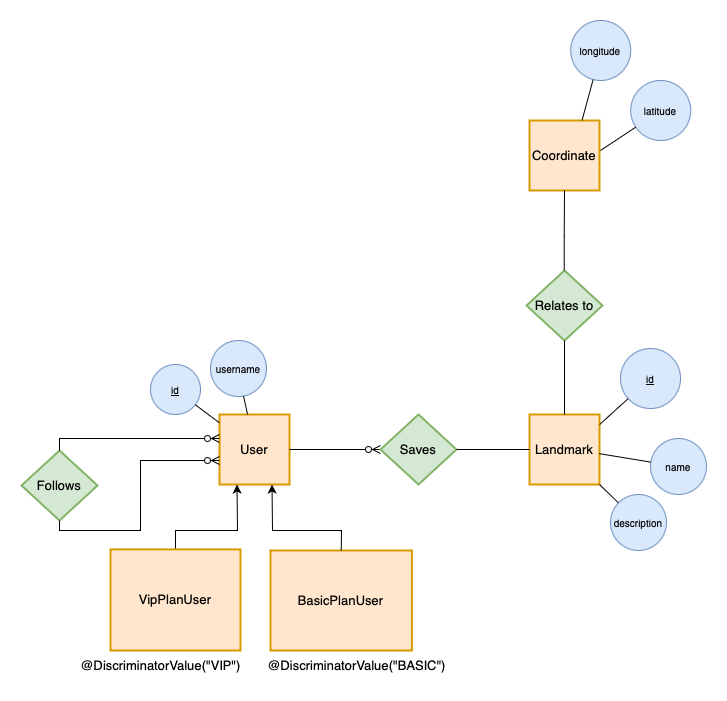 longitude
latitude
Coordinate
Relates to
id
username
id
User
Saves
Landmark
name
Follows
description
VipPlanUser
BasicPlanUser
@DiscriminatorValue("VIP")
@DiscriminatorValue("BASIC")